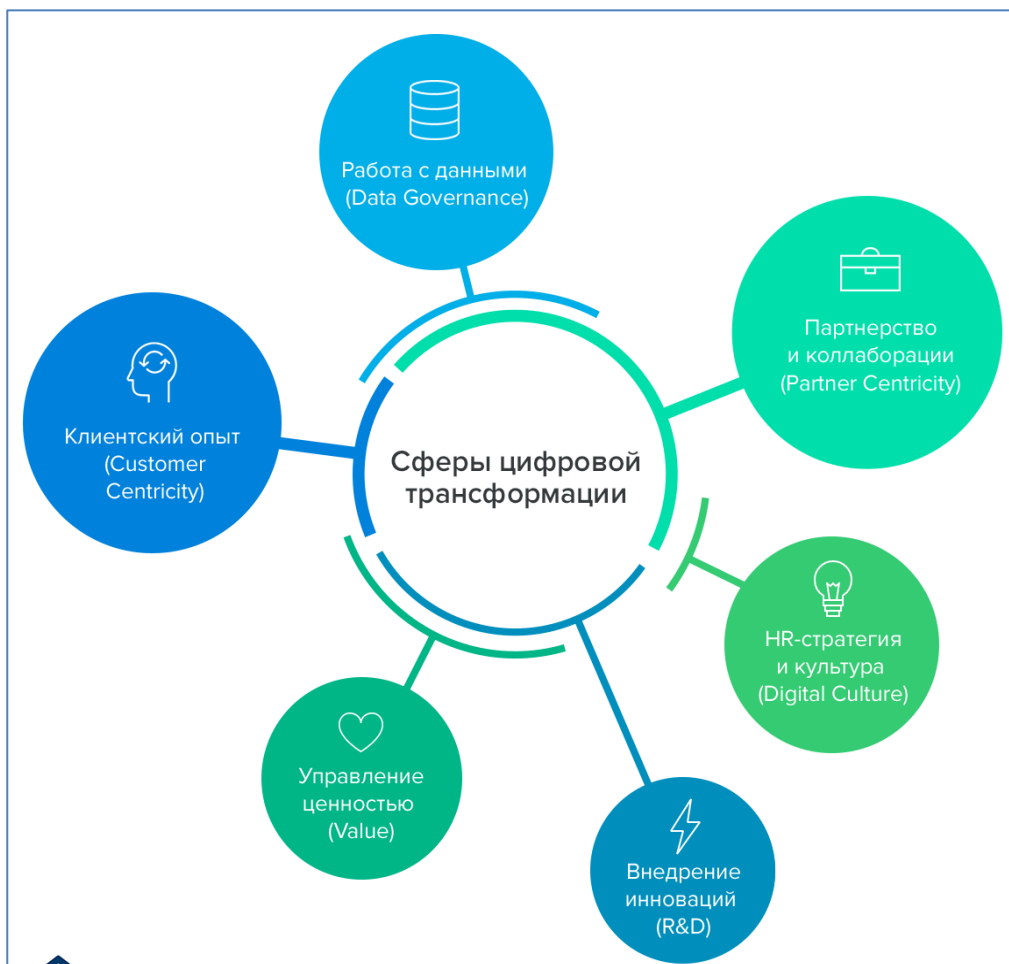 Работа с данными
(Data Governance)
Партнерство
и коллаборации
(Partner Centricity)
Клиентский опыт
(Customer
Centricity)
Сферы цифровой
трансформации
HR-стратегия
и культура
(Digital Culture)
Управление
ценностью
(Value)
Внедрение
инноваций
(R&D)